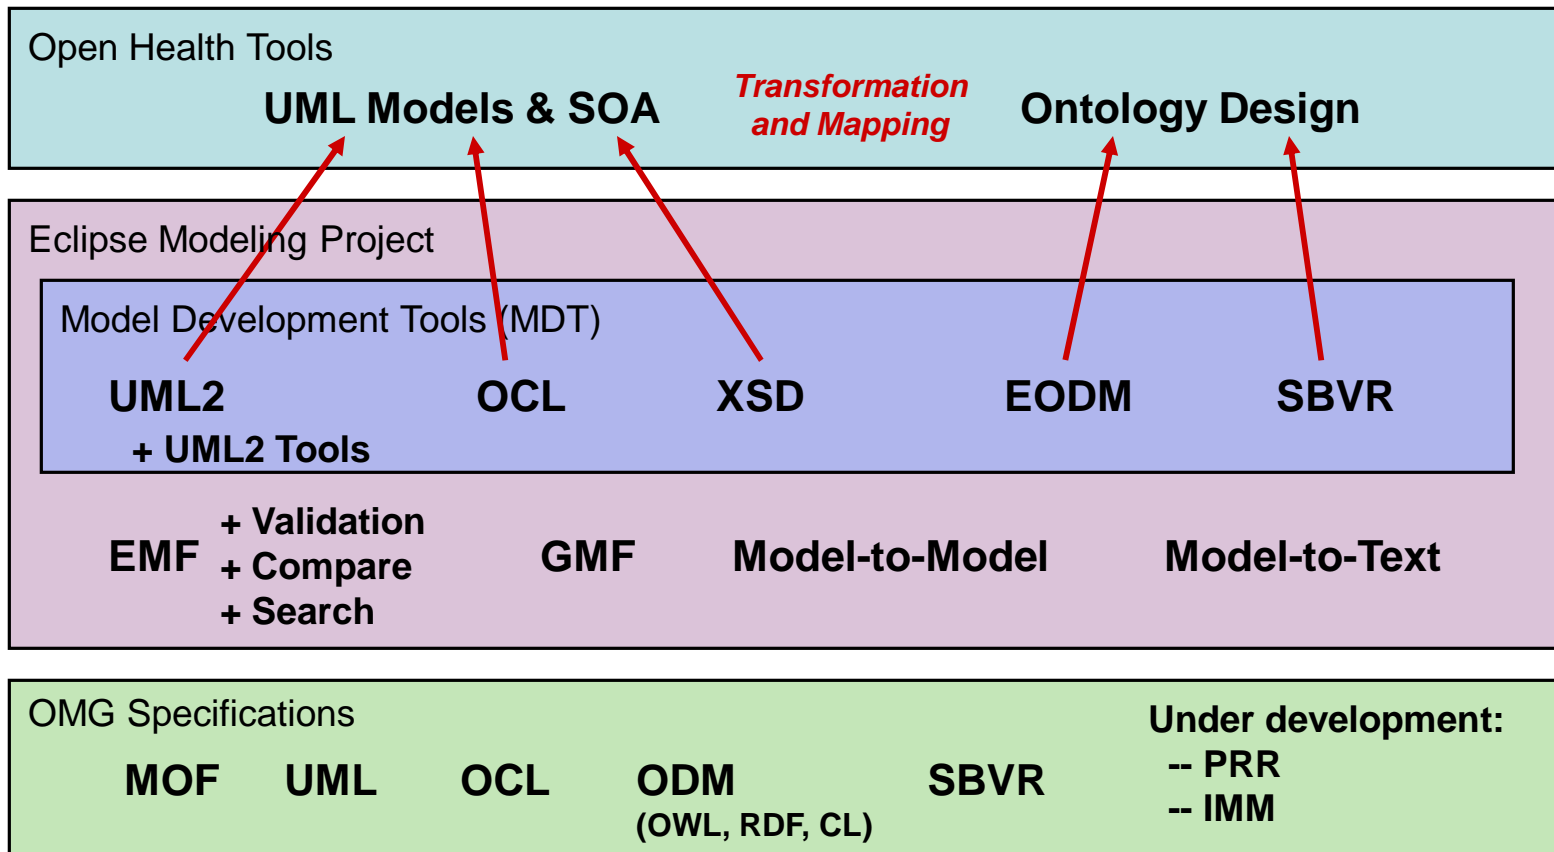 Open Health Tools
UML Models & SOA
Transformation
and Mapping
Ontology Design
Eclipse Modeling Project
Model Development Tools (MDT)
UML2
+ UML2 Tools
OCL
XSD
EODM
SBVR
EMF
+ Validation
+ Compare
+ Search
GMF
Model-to-Model
Model-to-Text
OMG Specifications
MOF
UML
OCL
ODM
(OWL, RDF, CL)
SBVR
Under development:
-- PRR
-- IMM